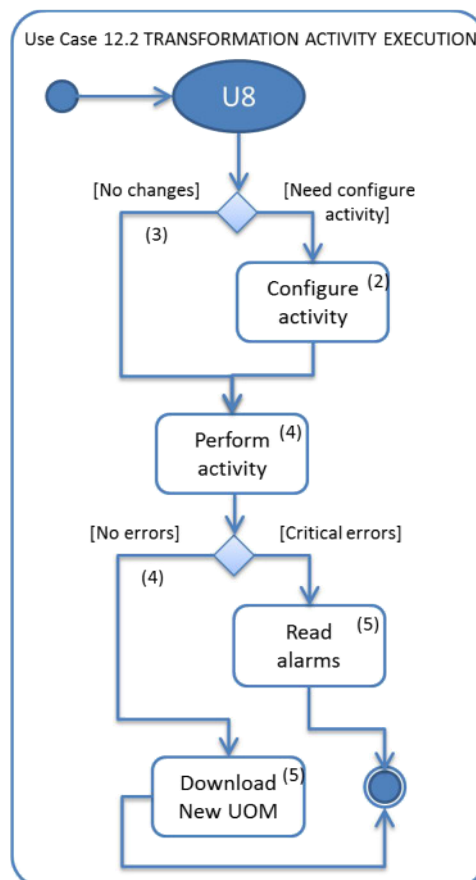 Use Case 12.2 TRANSFORMATION ACTIVITY EXECUTION
U8
[No changes]
[Need configure
activity]
(3)
(2)
Configure
activity
(4)
Perform
activity
[No errors]
[Critical errors]
(4)
(5)
Read
alarms
(5)
Download
New UOM